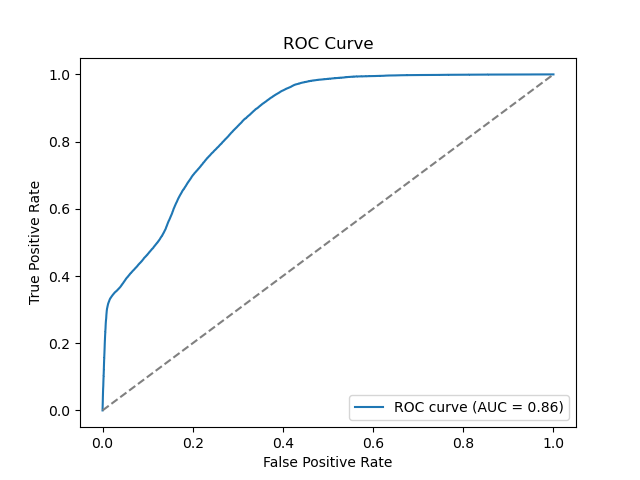 ROC Curve
1.0
0.8
0.6
0.4
0.2
0.0
True Positive Rate
0.0 0.2 0.4 0.6 0.8 1.0
False Positive Rate
ROC curve (AUC = 0.86)